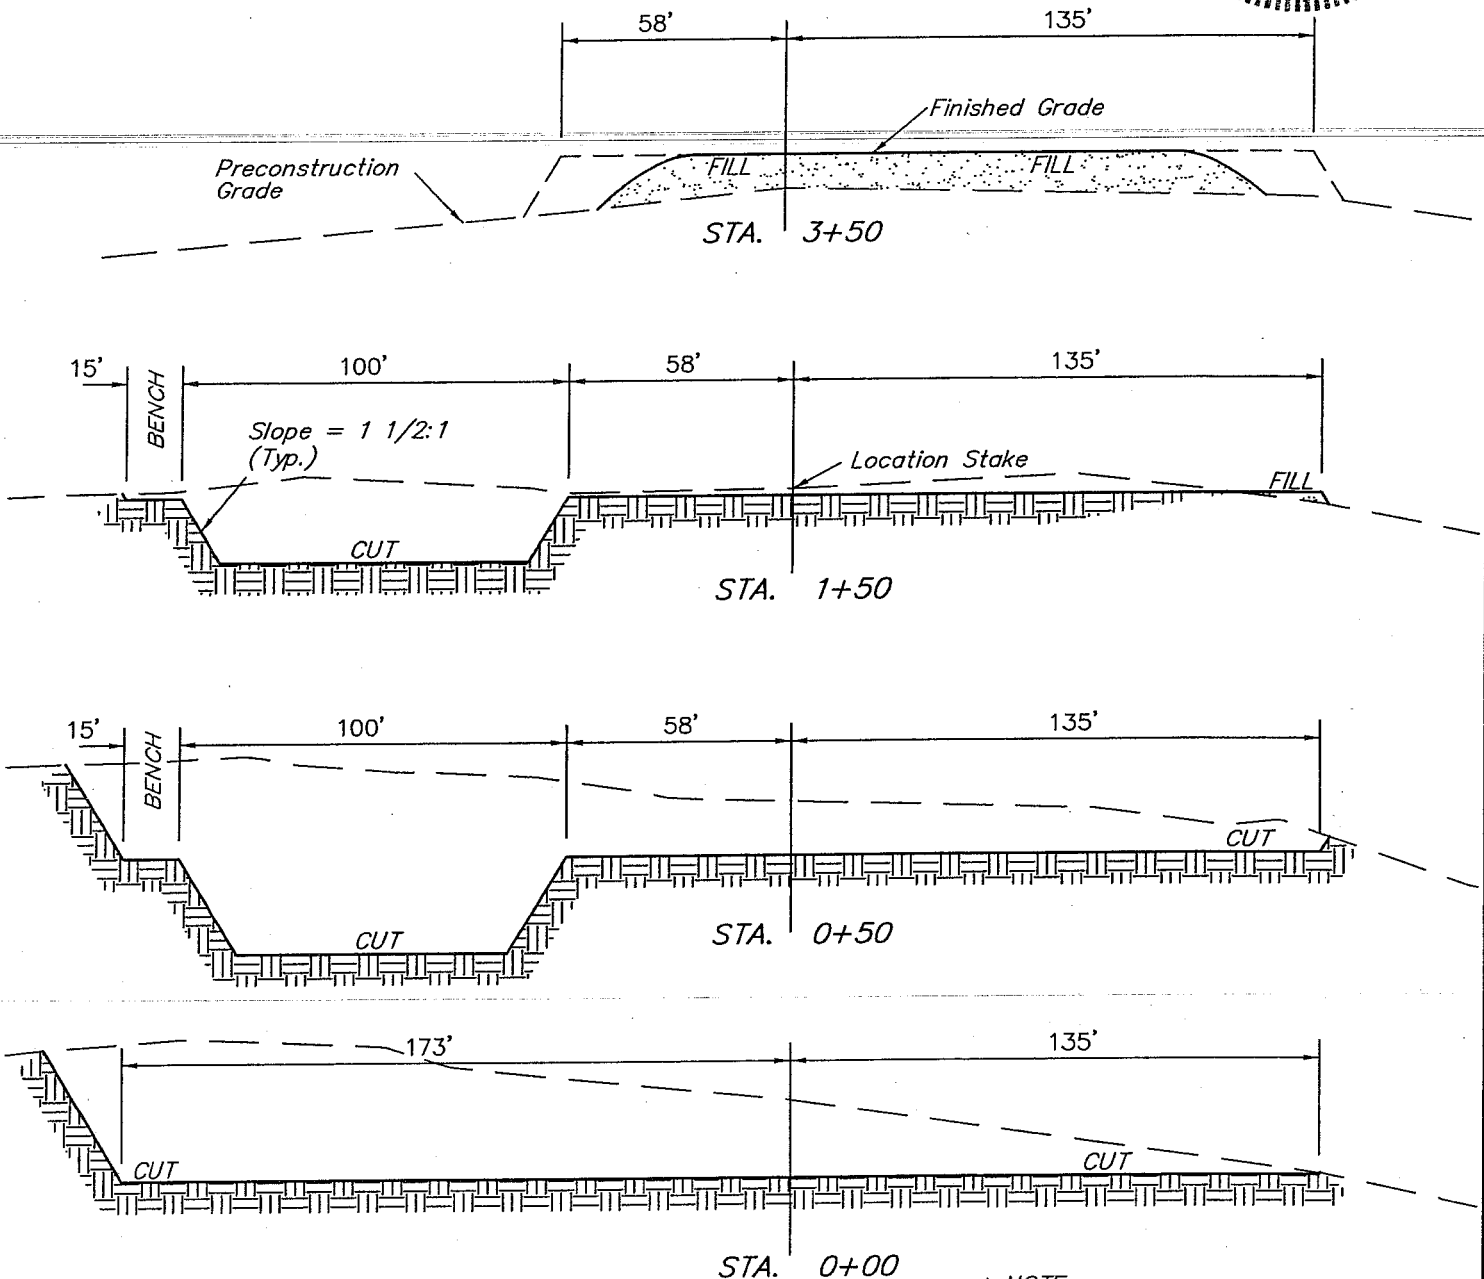 58' 135'
Finished Grade
Preconstruction
Grade
FILL FILL
STA. 3+50
15' BENCH 100' 58' 135'
Slope = 1 1/2:1
(Typ.)
Location Stake
FILL
CUT
STA. 1+50
15' BENCH 100' 58' 135'
CUT
CUT
STA. 0+50
173' 135'
CUT CUT
STA. 0+00
NOTE